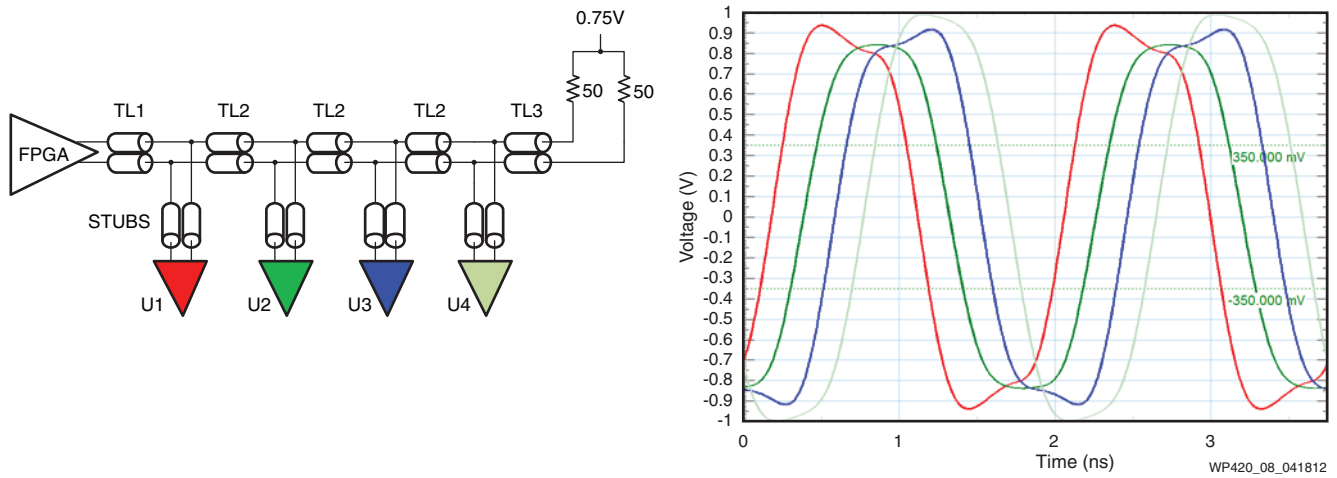 0.75V
50
50
TL1
TL2
TL2
TL2
TL3
FPGA
STUBS
U1
U2
U3
U4
1
0.9
0.8
0.7
0.6
0.5
0.4
0.3
0.2
0.1
0
-0.1
-0.2
-0.3
-0.4
-0.5
-0.6
-0.7
-0.8
-0.9
-1
Voltage (V)
350.000 mV
-350.000 mV
0
1
2
3
Time (ns)
WP420_08_041812